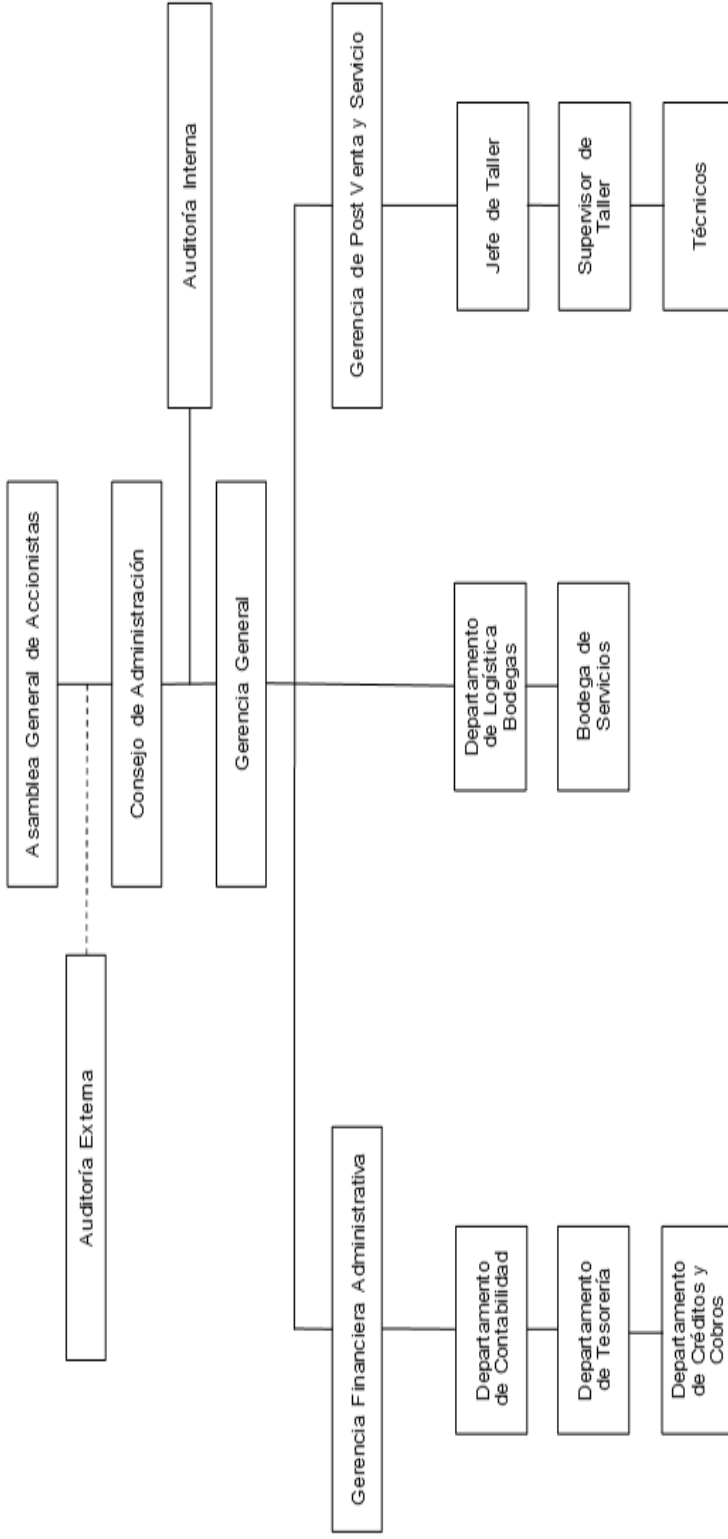 Asamblea General de Accionistas
Auditoría Externa
Consejo de Administración
Auditoría Interna
Gerencia General
Gerencia Financiera Administrativa
Gerencia de Post Venta y Servicio
Departamento
de Contabilidad
Departamento
de Logística
Bodegas
Jefe de Taller
Departamento
de Tesorería
Bodega de
Servicios
Supervisor de
Taller
Departamento
de Créditos y
Cobros
Técnicos